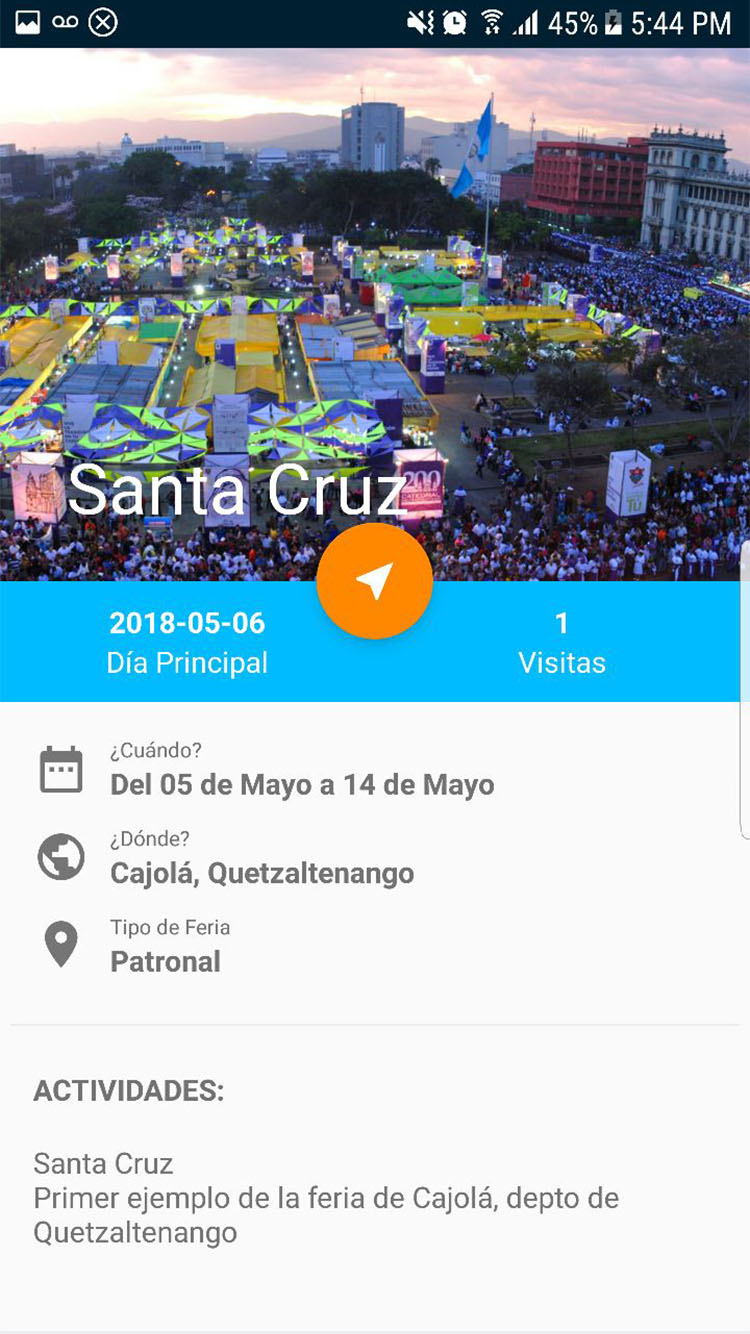 45% 5:44 PM
200
CATEDRAL
Santa Cruz
2018-05-06
Día Principal
1
Visitas
¿Cuándo?
Del 05 de Mayo a 14 de Mayo
¿Dónde?
Cajolá, Quetzaltenango
Tipo de Feria
Patronal
ACTIVIDADES:
Santa Cruz
Primer ejemplo de la feria de Cajolá, depto de
Quetzaltenango